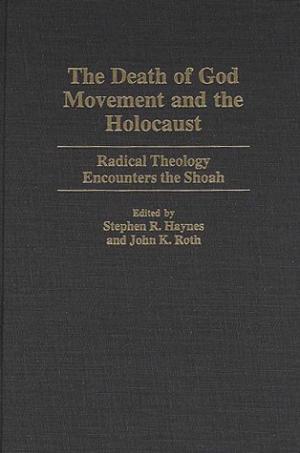 The Death of God
Movement and the
Holocaust
Radical Theology
Encounters the Shoah
Edited by
Stephen R. Haynes
and John K. Roth